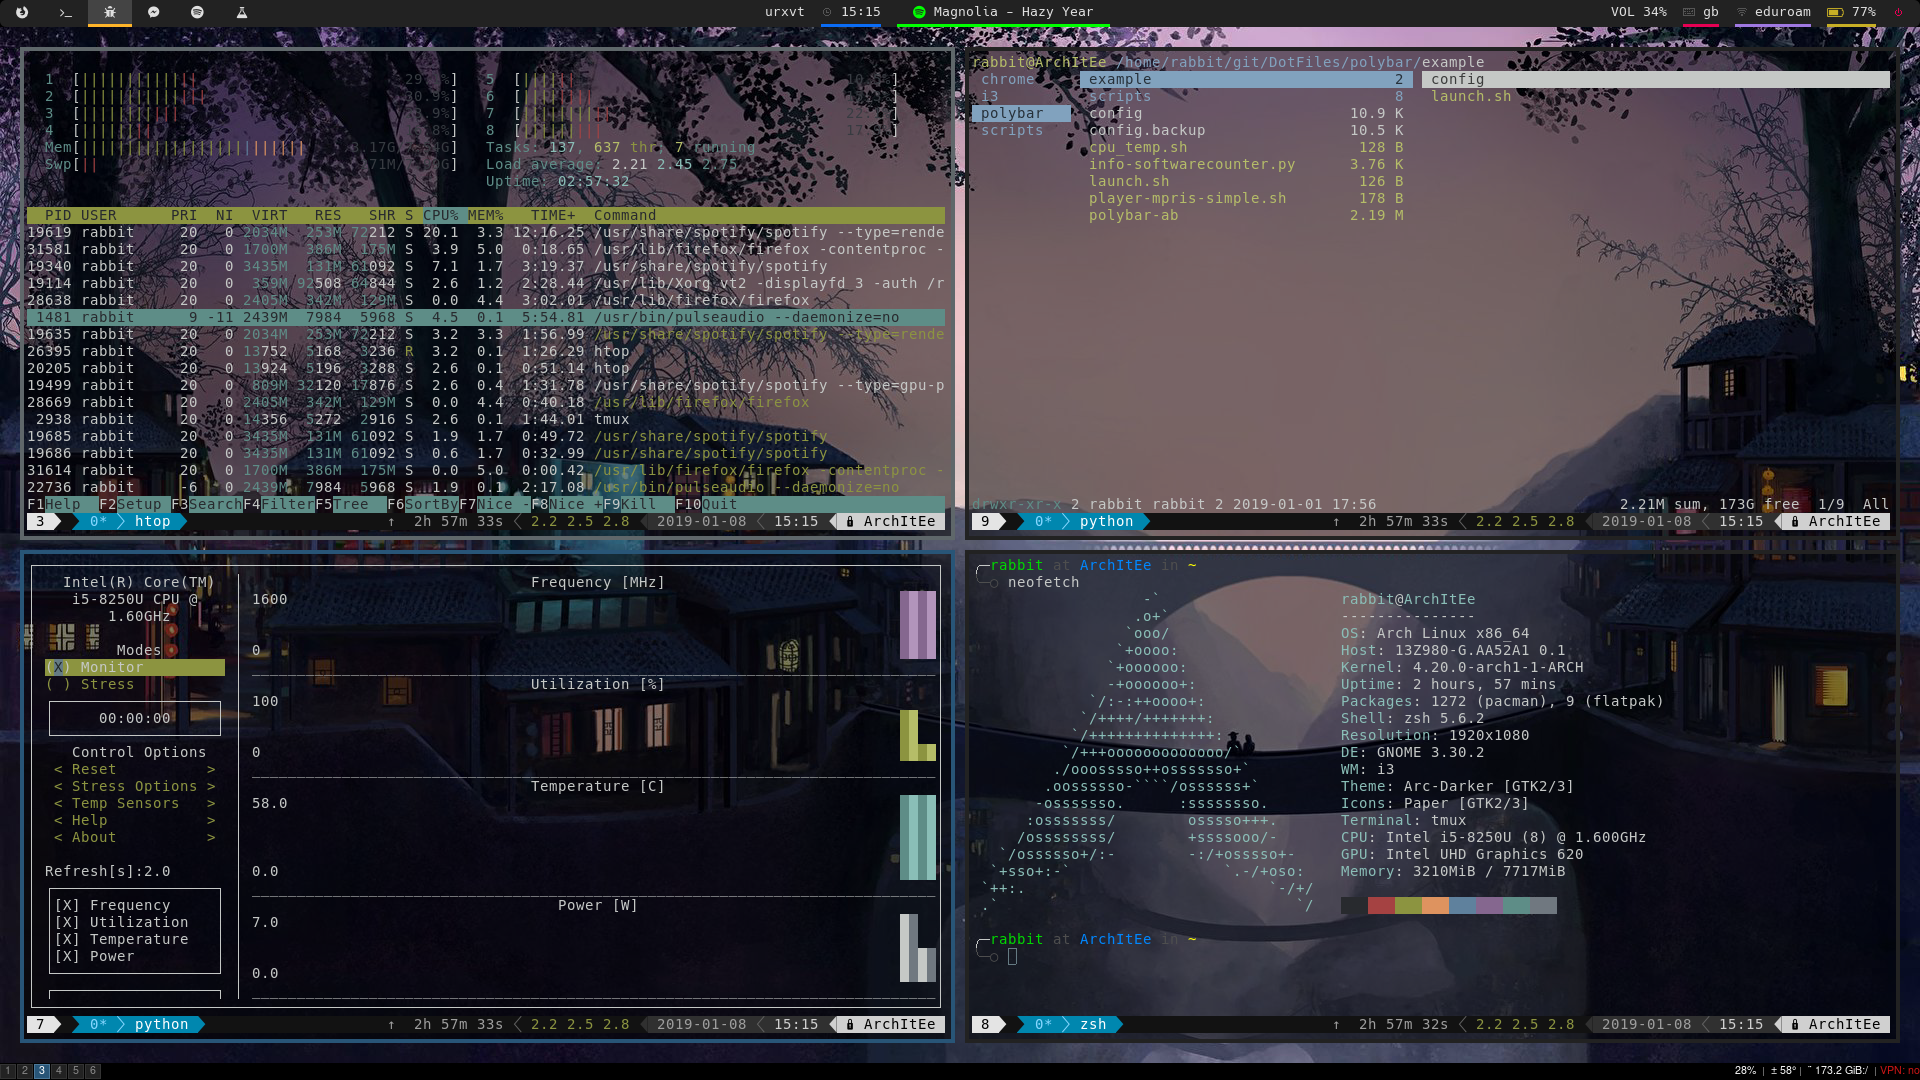 >_ urxvt 15:15 Magnolia - Hazy Year VOL 34% gb eduroam 77%
1 [||||||||||||| ] 5 [|||||| ]
2 [|||||||||||||| ] 6 [|||||||| ]
3 [||||||||||| ] 7 [|||||||||| ]
4 [|||||||| ] 8 [||||||||| ]
Mem[||||||||||||||||||||||||| ] Tasks: 137, 637 thr; 7 running
Swp[|| ] Load average: 2.21 2.45 2.75
Uptime: 02:57:32
PID USER PRI NI VIRT RES SHR S CPU% MEM% TIME+ Command
19619 rabbit 20 0 2034M 253M 72212 S 20.1 3.3 12:16.25 /usr/share/spotify/spotify --type=rende
31581 rabbit 20 0 1700M 386M 175M S 3.9 5.0 0:18.65 /usr/lib/firefox/firefox -contentproc -
19340 rabbit 20 0 3435M 131M 61092 S 7.1 1.7 3:19.37 /usr/share/spotify/spotify
19114 rabbit 20 0 359M 92508 64844 S 2.6 1.2 2:28.44 /usr/lib/Xorg vt2 -displayfd 3 -auth /r
28638 rabbit 20 0 2405M 342M 129M S 0.0 4.4 3:02.01 /usr/lib/firefox/firefox
1481 rabbit 9 -11 2439M 7984 5968 S 4.5 0.1 5:54.81 /usr/bin/pulseaudio --daemonize=no
19635 rabbit 20 0 2034M 253M 72212 S 3.2 3.3 1:56.99 /usr/share/spotify/spotify --type=rende
26395 rabbit 20 0 13752 5168 3236 R 3.2 0.1 1:26.29 htop
20205 rabbit 20 0 13924 5196 3288 S 2.6 0.1 0:51.14 htop
19499 rabbit 20 0 809M 32120 17876 S 2.6 0.4 1:31.78 /usr/share/spotify/spotify --type=gpu-p
28669 rabbit 20 0 2405M 342M 129M S 0.0 4.4 0:40.18 /usr/lib/firefox/firefox
2938 rabbit 20 0 14356 5272 2916 S 2.6 0.1 1:44.01 tmux
19685 rabbit 20 0 3435M 131M 61092 S 1.9 1.7 0:49.72 /usr/share/spotify/spotify
19686 rabbit 20 0 3435M 131M 61092 S 0.6 1.7 0:32.99 /usr/share/spotify/spotify
31614 rabbit 20 0 1700M 386M 175M S 0.0 5.0 0:00.42 /usr/lib/firefox/firefox -contentproc -
22736 rabbit -6 0 2439M 7984 5968 S 1.9 0.1 2:17.08 /usr/bin/pulseaudio --daemonize=no
F1Help F2Setup F3SearchF4FilterF5Tree F6SortByF7Nice -F8Nice +F9Kill F10Quit
3 0* htop ↑ 2h 57m 33s 2.2 2.5 2.8 2019-01-08 15:15 ArchItEe
rabbit@ArchItEe /home/rabbit/git/DotFiles/polybar/example
chrome example 2 config
i3 scripts 8 launch.sh
polybar config 10.9 K
scripts config.backup 10.5 K
cpu_temp.sh 128 B
info-softwarecounter.py 3.76 K
launch.sh 126 B
player-mpris-simple.sh 178 B
polybar-ab 2.19 M
drwxr-xr-x 2 rabbit rabbit 2 2019-01-01 17:56 2.21M sum, 173G free 1/9 All
9 0* python ↑ 2h 57m 33s 2.2 2.5 2.8 2019-01-08 15:15 ArchItEe
Intel(R) Core(TM)
i5-8250U CPU @
1.60GHz
Modes
(X) Monitor
( ) Stress
00:00:00
Control Options
< Reset >
< Stress Options >
< Temp Sensors >
< Help >
< About >
Refresh[s]:2.0
[X] Frequency
[X] Utilization
[X] Temperature
[X] Power
Frequency [MHz]
1600
0
Utilization [%]
100
0
Temperature [C]
58.0
0.0
Power [W]
7.0
0.0
7 0* python ↑ 2h 57m 33s 2.2 2.5 2.8 2019-01-08 15:15 ArchItEe
rabbit at ArchItEe in ~
neofetch
-`
.o+`
`ooo/
`+oooo:
`+oooooo:
-+oooooo+:
`/:-:++oooo+:
`/++++/+++++++:
`/++++++++++++++:
`/+++ooooooooooooo/`
./ooosssso++osssssso+`
.oossssso-````/ossssss+`
-osssssso. :ssssssso.
:osssssss/ osssso+++.
/ossssssss/ +ssssooo/-
`/ossssso+/:- -:/+osssso+-
`+sso+:-` `.-/+oso:
`++:. `-/+/
.` `/
rabbit@ArchItEe
---------------
OS: Arch Linux x86_64
Host: 13Z980-G.AA52A1 0.1
Kernel: 4.20.0-arch1-1-ARCH
Uptime: 2 hours, 57 mins
Packages: 1272 (pacman), 9 (flatpak)
Shell: zsh 5.6.2
Resolution: 1920x1080
DE: GNOME 3.30.2
WM: i3
Theme: Arc-Darker [GTK2/3]
Icons: Paper [GTK2/3]
Terminal: tmux
CPU: Intel i5-8250U (8) @ 1.600GHz
GPU: Intel UHD Graphics 620
Memory: 3210MiB / 7717MiB
rabbit at ArchItEe in ~
8 0* zsh ↑ 2h 57m 32s 2.2 2.5 2.8 2019-01-08 15:15 ArchItEe
1 2 3 4 5 6 28% | ± 58° | 173.2 GiB:/ | VPN: no